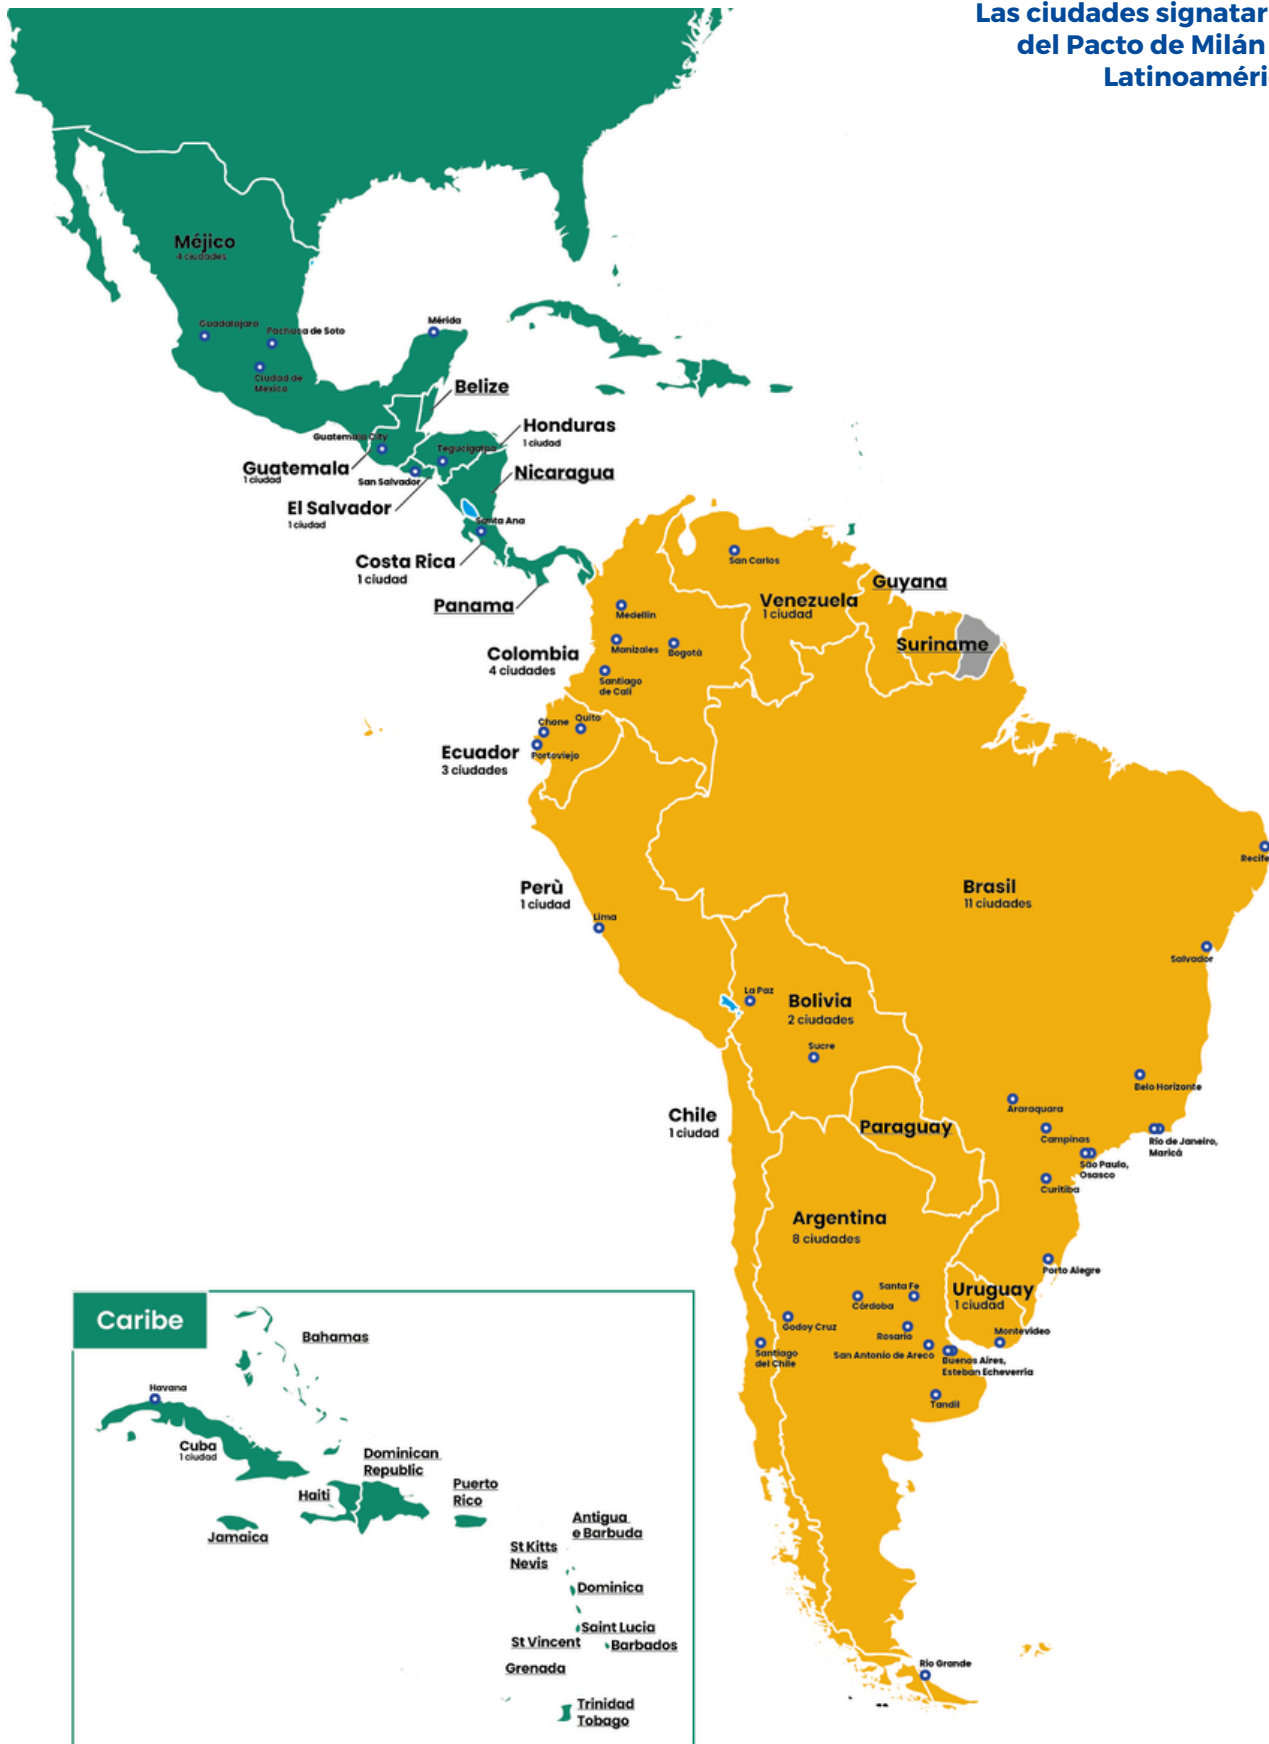 Las ciudades signatar
del Pacto de Milán
Latinoaméri
Méjico
4 ciudades
Guadalajara
Pachuca de Soto
Ciudad de
Mexico
Mérida
Belize
Honduras
1 ciudad
Guatemala City
Tegucigalpa
Guatemala
1 ciudad
San Salvador
Nicaragua
El Salvador
1 ciudad
Santa Ana
Costa Rica
1 ciudad
Panama
San Carlos
Venezuela
1 ciudad
Guyana
Suriname
Medellín
Manizales
Bogotá
Colombia
4 ciudades
Santiago
de Cali
Chone
Quito
Portoviejo
Ecuador
3 ciudades
Recife
Perù
1 ciudad
Lima
Brasil
11 ciudades
Salvador
La Paz
Bolivia
2 ciudades
Sucre
Belo Horizonte
Araraquara
Chile
1 ciudad
Paraguay
Campinas
Rio de Janeiro,
Maricá
São Paulo,
Osasco
Curitiba
Argentina
8 ciudades
Porto Alegre
Santa Fe
Córdoba
Uruguay
1 ciudad
Godoy Cruz
Rosario
Montevideo
Santiago
del Chile
San Antonio de Areco
Buenos Aires,
Esteban Echeverría
Tandil
Río Grande
Caribe
Bahamas
Havana
Cuba
1 ciudad
Dominican
Republic
Haiti
Puerto
Rico
Jamaica
Antigua
e Barbuda
St Kitts
Nevis
Dominica
Saint Lucia
St Vincent
Barbados
Grenada
Trinidad
Tobago